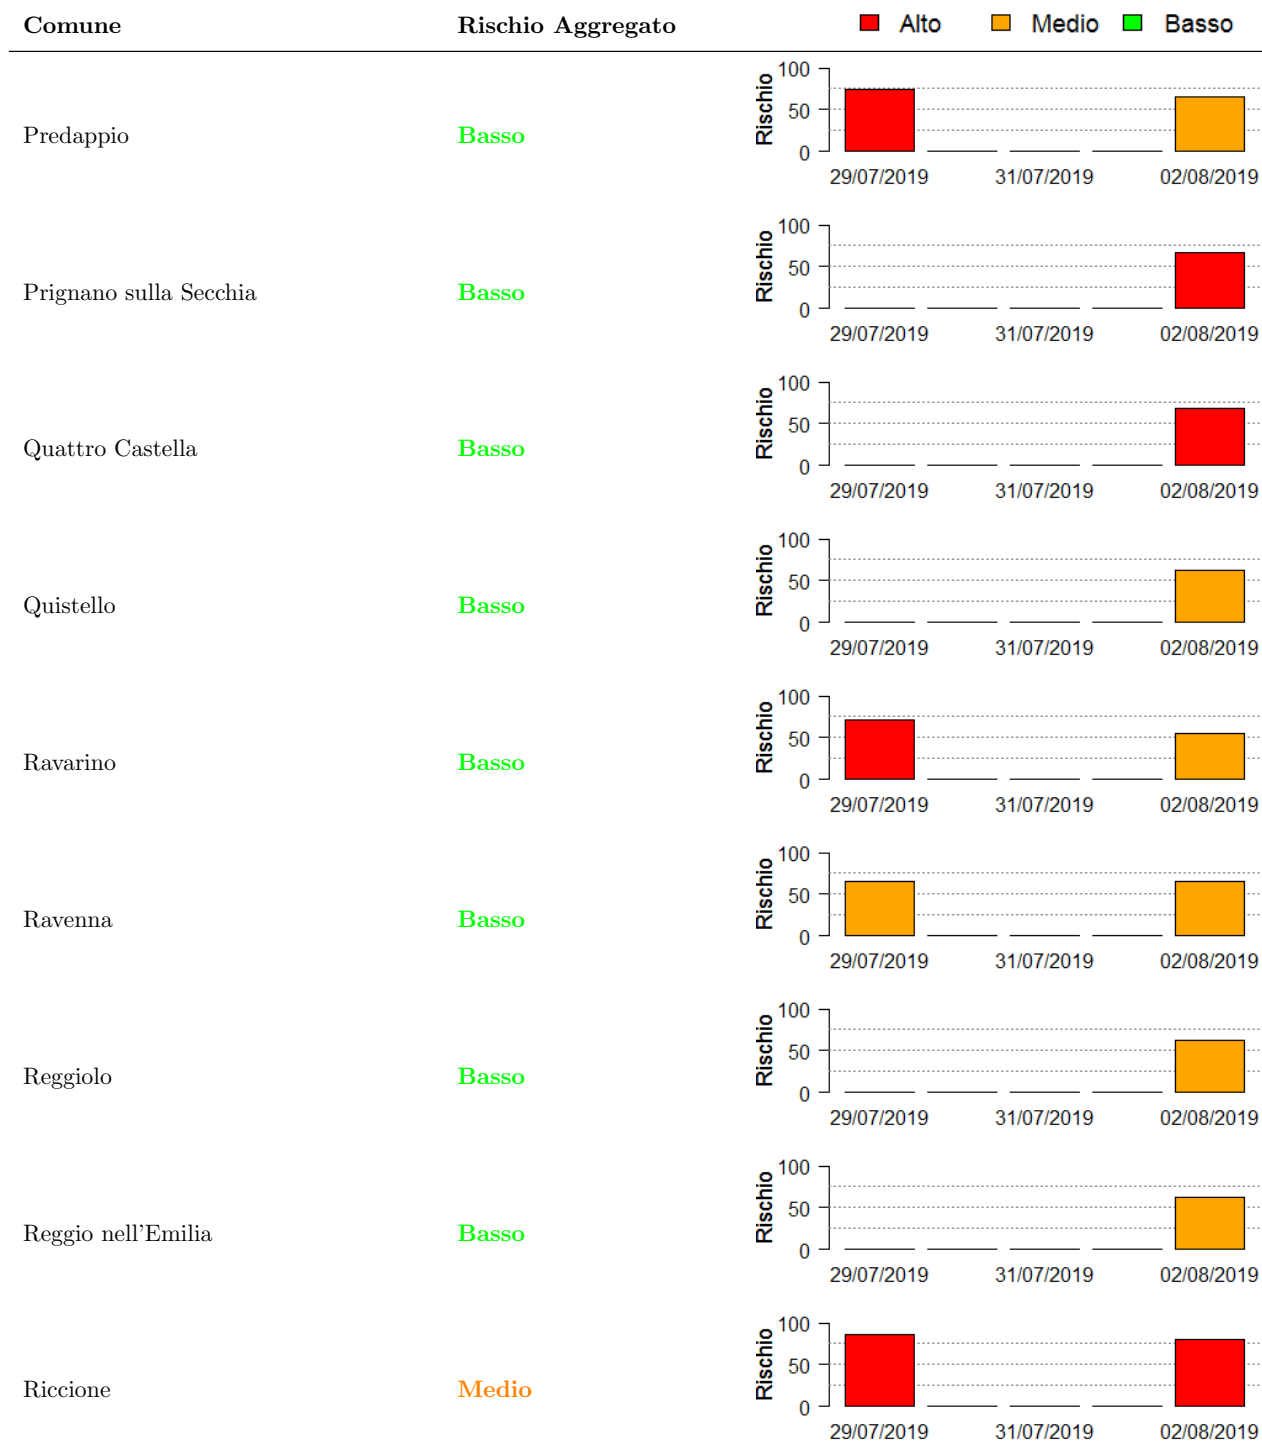 Comune Rischio Aggregato Alto Medio Basso
Predappio Basso
Rischio
100
50
0
29/07/2019 31/07/2019 02/08/2019
Prignano sulla Secchia Basso
Rischio
100
50
0
29/07/2019 31/07/2019 02/08/2019
Quattro Castella Basso
Rischio
100
50
0
29/07/2019 31/07/2019 02/08/2019
Quistello Basso
Rischio
100
50
0
29/07/2019 31/07/2019 02/08/2019
Ravarino Basso
Rischio
100
50
0
29/07/2019 31/07/2019 02/08/2019
Ravenna Basso
Rischio
100
50
0
29/07/2019 31/07/2019 02/08/2019
Reggiolo Basso
Rischio
100
50
0
29/07/2019 31/07/2019 02/08/2019
Reggio nell'Emilia Basso
Rischio
100
50
0
29/07/2019 31/07/2019 02/08/2019
Riccione Medio
Rischio
100
50
0
29/07/2019 31/07/2019 02/08/2019